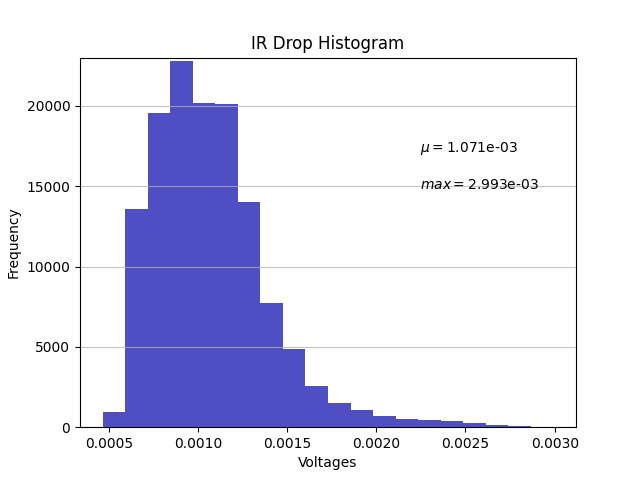 IR Drop Histogram
20000
15000
10000
5000
0
Frequency
μ = 1.071e-03
max = 2.993e-03
0.0005 0.0010 0.0015 0.0020 0.0025 0.0030
Voltages